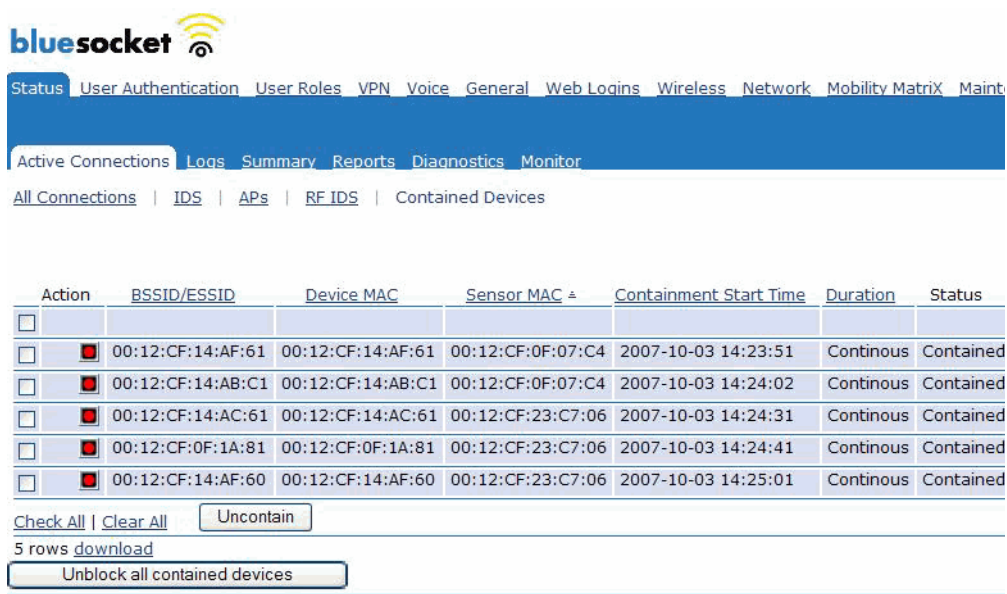 bluesocket
Status User Authentication User Roles VPN Voice General Web Logins Wireless Network Mobility MatriX Maint
Active Connections Logs Summary Reports Diagnostics Monitor
All Connections | IDS | APs | RF IDS | Contained Devices
Action BSSID/ESSID Device MAC Sensor MAC Containment Start Time Duration Status
00:12:CF:14:AF:61 00:12:CF:14:AF:61 00:12:CF:0F:07:C4 2007-10-03 14:23:51 Continous Contained
00:12:CF:14:AB:C1 00:12:CF:14:AB:C1 00:12:CF:0F:07:C4 2007-10-03 14:24:02 Continous Contained
00:12:CF:14:AC:61 00:12:CF:14:AC:61 00:12:CF:23:C7:06 2007-10-03 14:24:31 Continous Contained
00:12:CF:0F:1A:81 00:12:CF:0F:1A:81 00:12:CF:23:C7:06 2007-10-03 14:24:41 Continous Contained
00:12:CF:14:AF:60 00:12:CF:14:AF:60 00:12:CF:23:C7:06 2007-10-03 14:25:01 Continous Contained
Check All | Clear All Uncontain
5 rows download
Unblock all contained devices